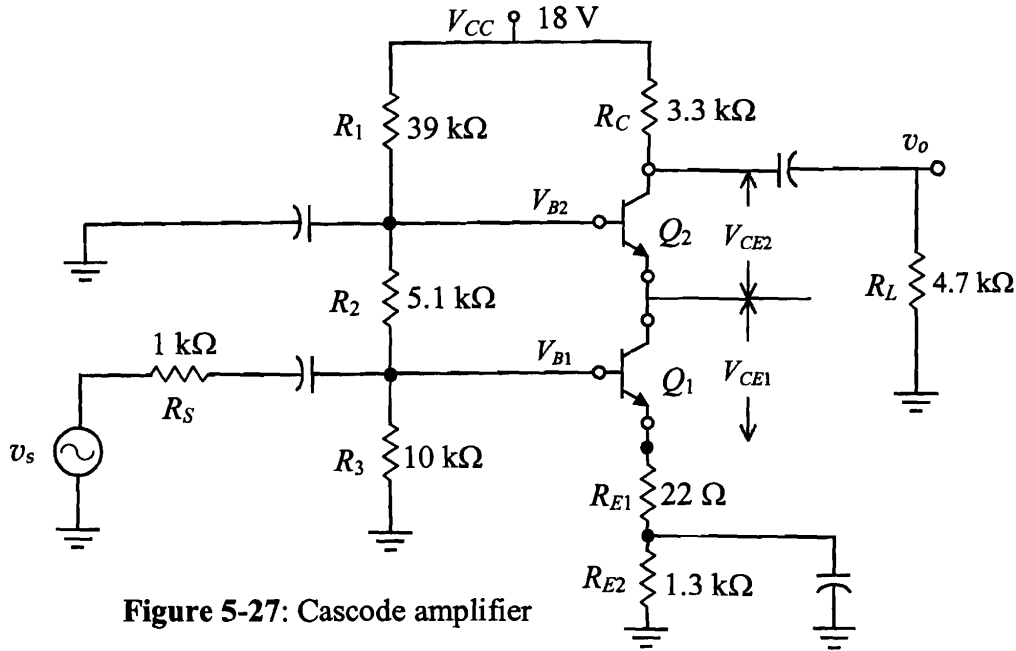 V_CC 18 V
R_1 39 kΩ
R_C 3.3 kΩ
v_o
V_B2
Q_2
V_CE2
R_2 5.1 kΩ
R_L 4.7 kΩ
1 kΩ
R_S
V_B1
Q_1
V_CE1
v_s
R_3 10 kΩ
R_E1 22 Ω
R_E2 1.3 kΩ
Figure 5-27: Cascode amplifier